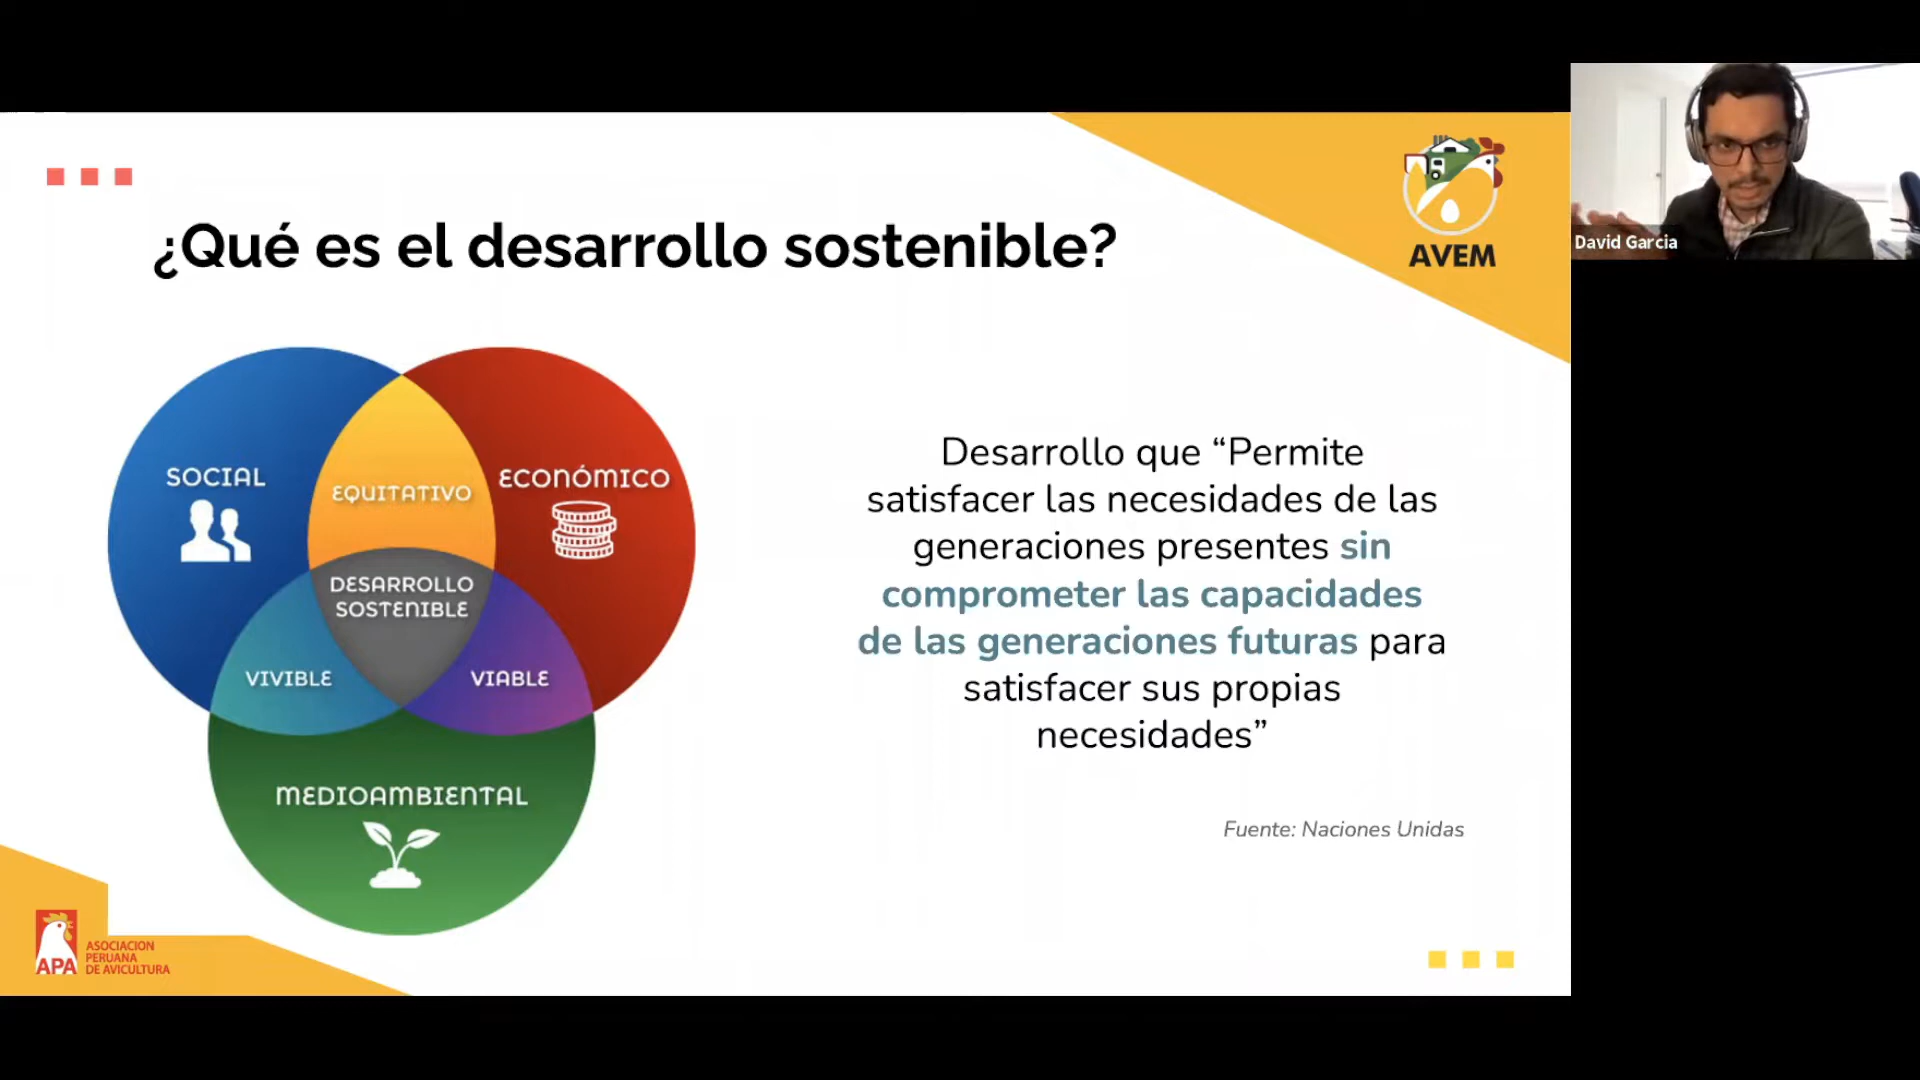 ¿Qué es el desarrollo sostenible?
AVEM
David Garcia
SOCIAL
EQUITATIVO
ECONÓMICO
DESARROLLO
SOSTENIBLE
VIVIBLE
VIABLE
MEDIOAMBIENTAL
Desarrollo que “Permite
satisfacer las necesidades de las
generaciones presentes sin
comprometer las capacidades
de las generaciones futuras para
satisfacer sus propias
necesidades”
Fuente: Naciones Unidas
APA
ASOCIACION
PERUANA
DE AVICULTURA